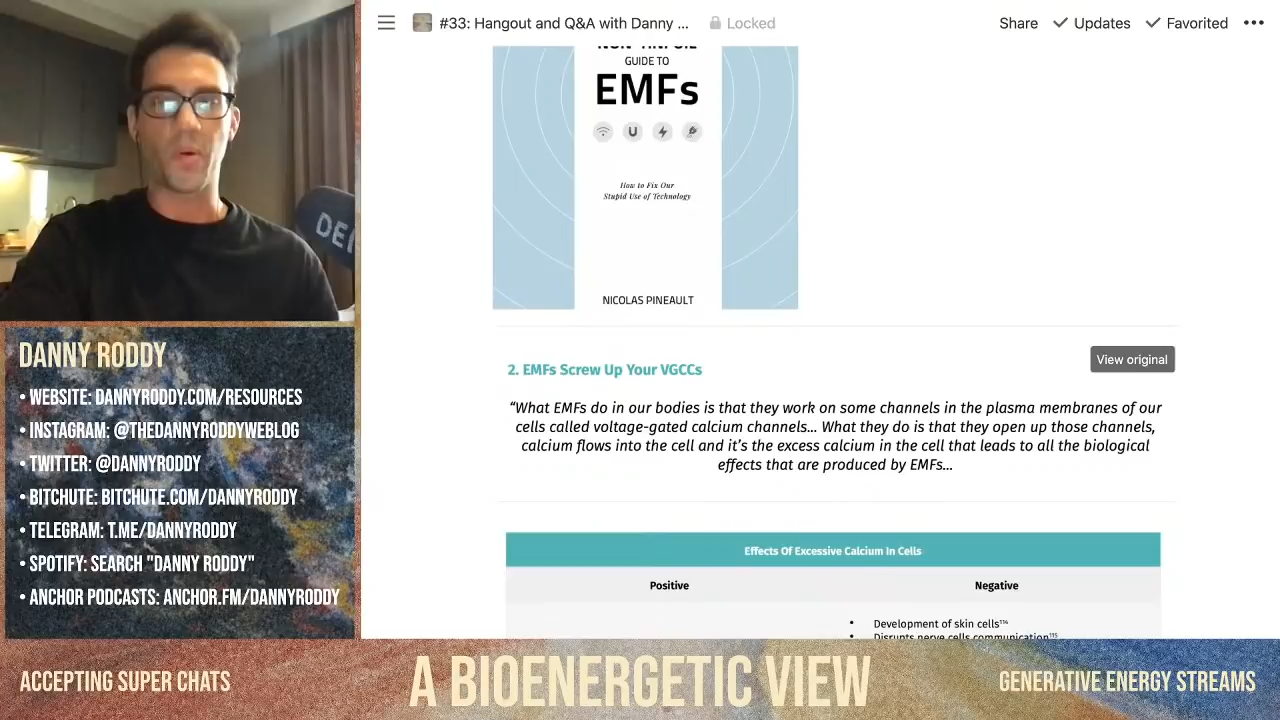 #33: Hangout and Q&A with Danny ...
Locked
Share
Updates
Favorited
GUIDE TO
EMFs
How to Fix Our
Stupid Use of Technology
NICOLAS PINEAULT
2. EMFs Screw Up Your VGCCs
View original
“What EMFs do in our bodies is that they work on some channels in the plasma membranes of our
cells called voltage-gated calcium channels... What they do is that they open up those channels,
calcium flows into the cell and it’s the excess calcium in the cell that leads to all the biological
effects that are produced by EMFs...
Effects Of Excessive Calcium In Cells
Positive
Negative
• Development of skin cells¹¹⁴
• Disrupts nerve cells communication¹¹⁵
DANNY RODDY
• WEBSITE: DANNYRODDY.COM/RESOURCES
• INSTAGRAM: @THEDANNYRODDYWEBLOG
• TWITTER: @DANNYRODDY
• BITCHUTE: BITCHUTE.COM/DANNYRODDY
• TELEGRAM: T.ME/DANNYRODDY
• SPOTIFY: SEARCH "DANNY RODDY"
• ANCHOR PODCASTS: ANCHOR.FM/DANNYRODDY
ACCEPTING SUPER CHATS
A BIOENERGETIC VIEW
GENERATIVE ENERGY STREAMS